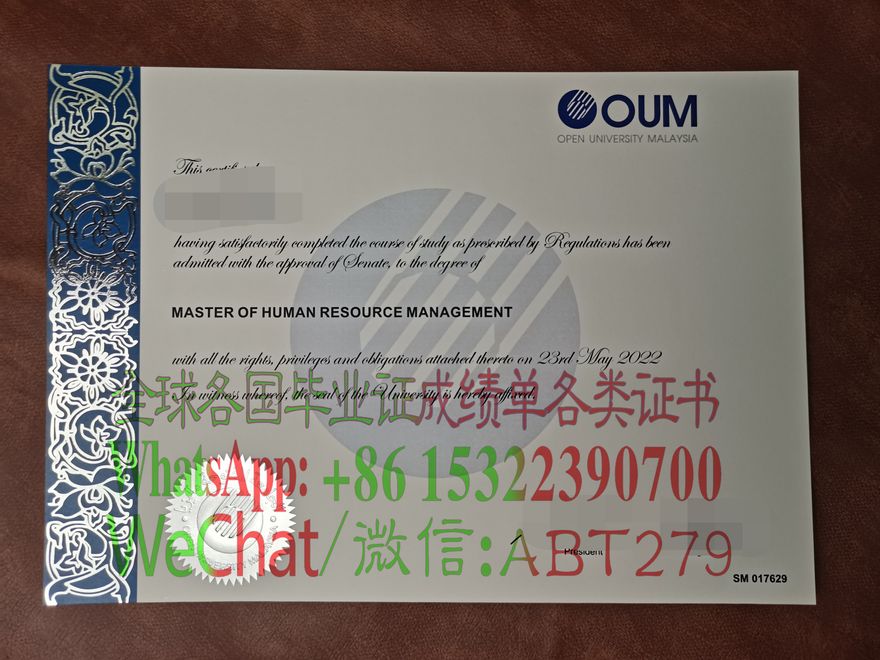 OUM
OPEN UNIVERSITY MALAYSIA
This
having satisfactorily completed the course of study as prescribed by Regulations has been
admitted with the approval of Senate, to the degree of
MASTER OF HUMAN RESOURCE MANAGEMENT
with all the rights, privileges and obligations attached thereto on 23rd May 2022
In witness whereof, the seal of the University is hereby affixed.
全球各国毕业证成绩单各类证书
WhatsApp: +86 15322390700
WeChat/微信:ABT279
President
SM 017629